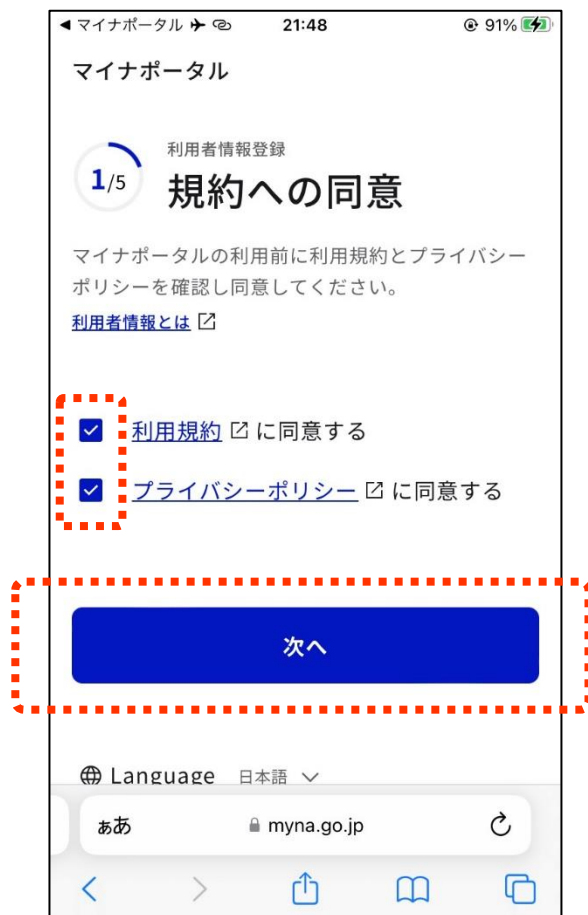 ◀ マイナポータル 21:48 91%
マイナポータル
利用者情報登録
1/5
規約への同意
マイナポータルの利用前に利用規約とプライバシー
ポリシーを確認し同意してください。
利用者情報とは
利用規約 に同意する
プライバシーポリシー に同意する
次へ
Language 日本語
ぁあ myna.go.jp